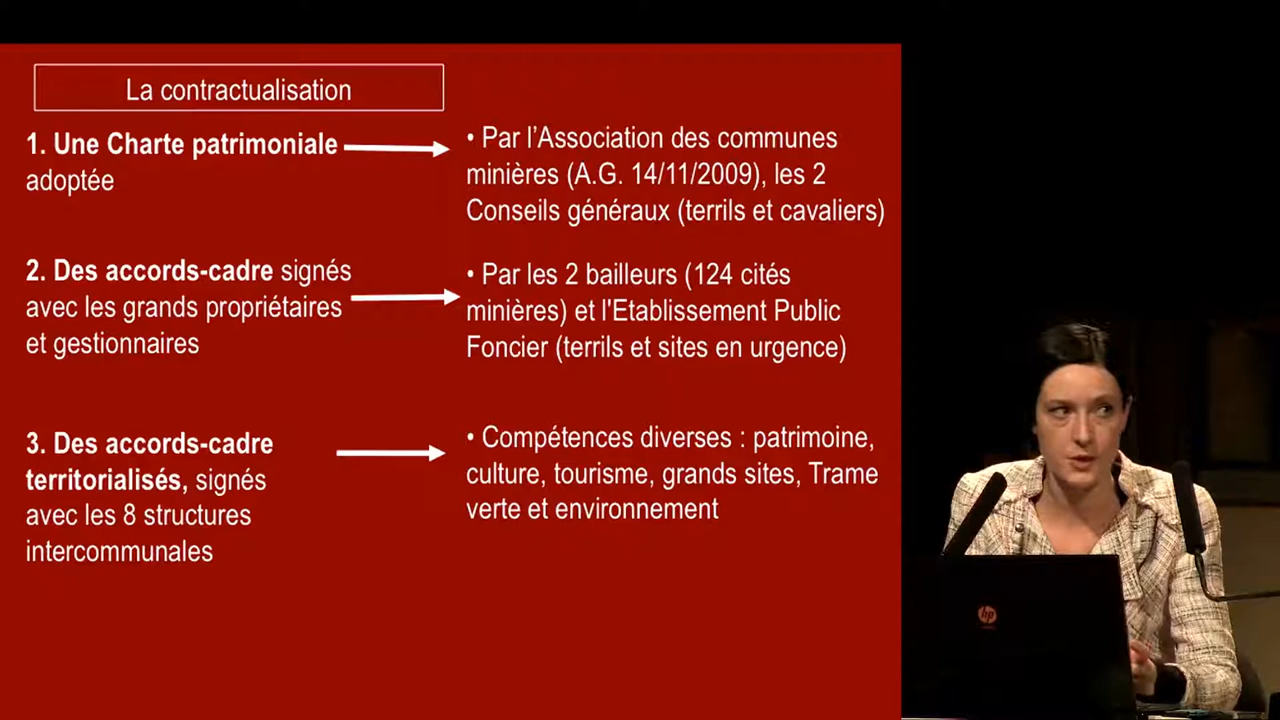 La contractualisation
1. Une Charte patrimoniale
adoptée
• Par l'Association des communes
minières (A.G. 14/11/2009), les 2
Conseils généraux (terrils et cavaliers)
2. Des accords-cadre signés
avec les grands propriétaires
et gestionnaires
• Par les 2 bailleurs (124 cités
minières) et l'Etablissement Public
Foncier (terrils et sites en urgence)
3. Des accords-cadre
territorialisés, signés
avec les 8 structures
intercommunales
• Compétences diverses : patrimoine,
culture, tourisme, grands sites, Trame
verte et environnement
hp